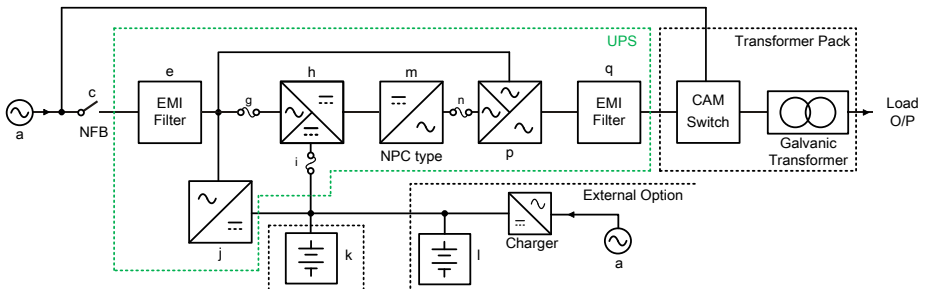 UPS
Transformer Pack
e
h
m
q
c
g
n
EMI
Filter
EMI
Filter
CAM
Switch
Load
O/P
a
NFB
NPC type
p
Galvanic
Transformer
i
External Option
j
k
l
Charger
a